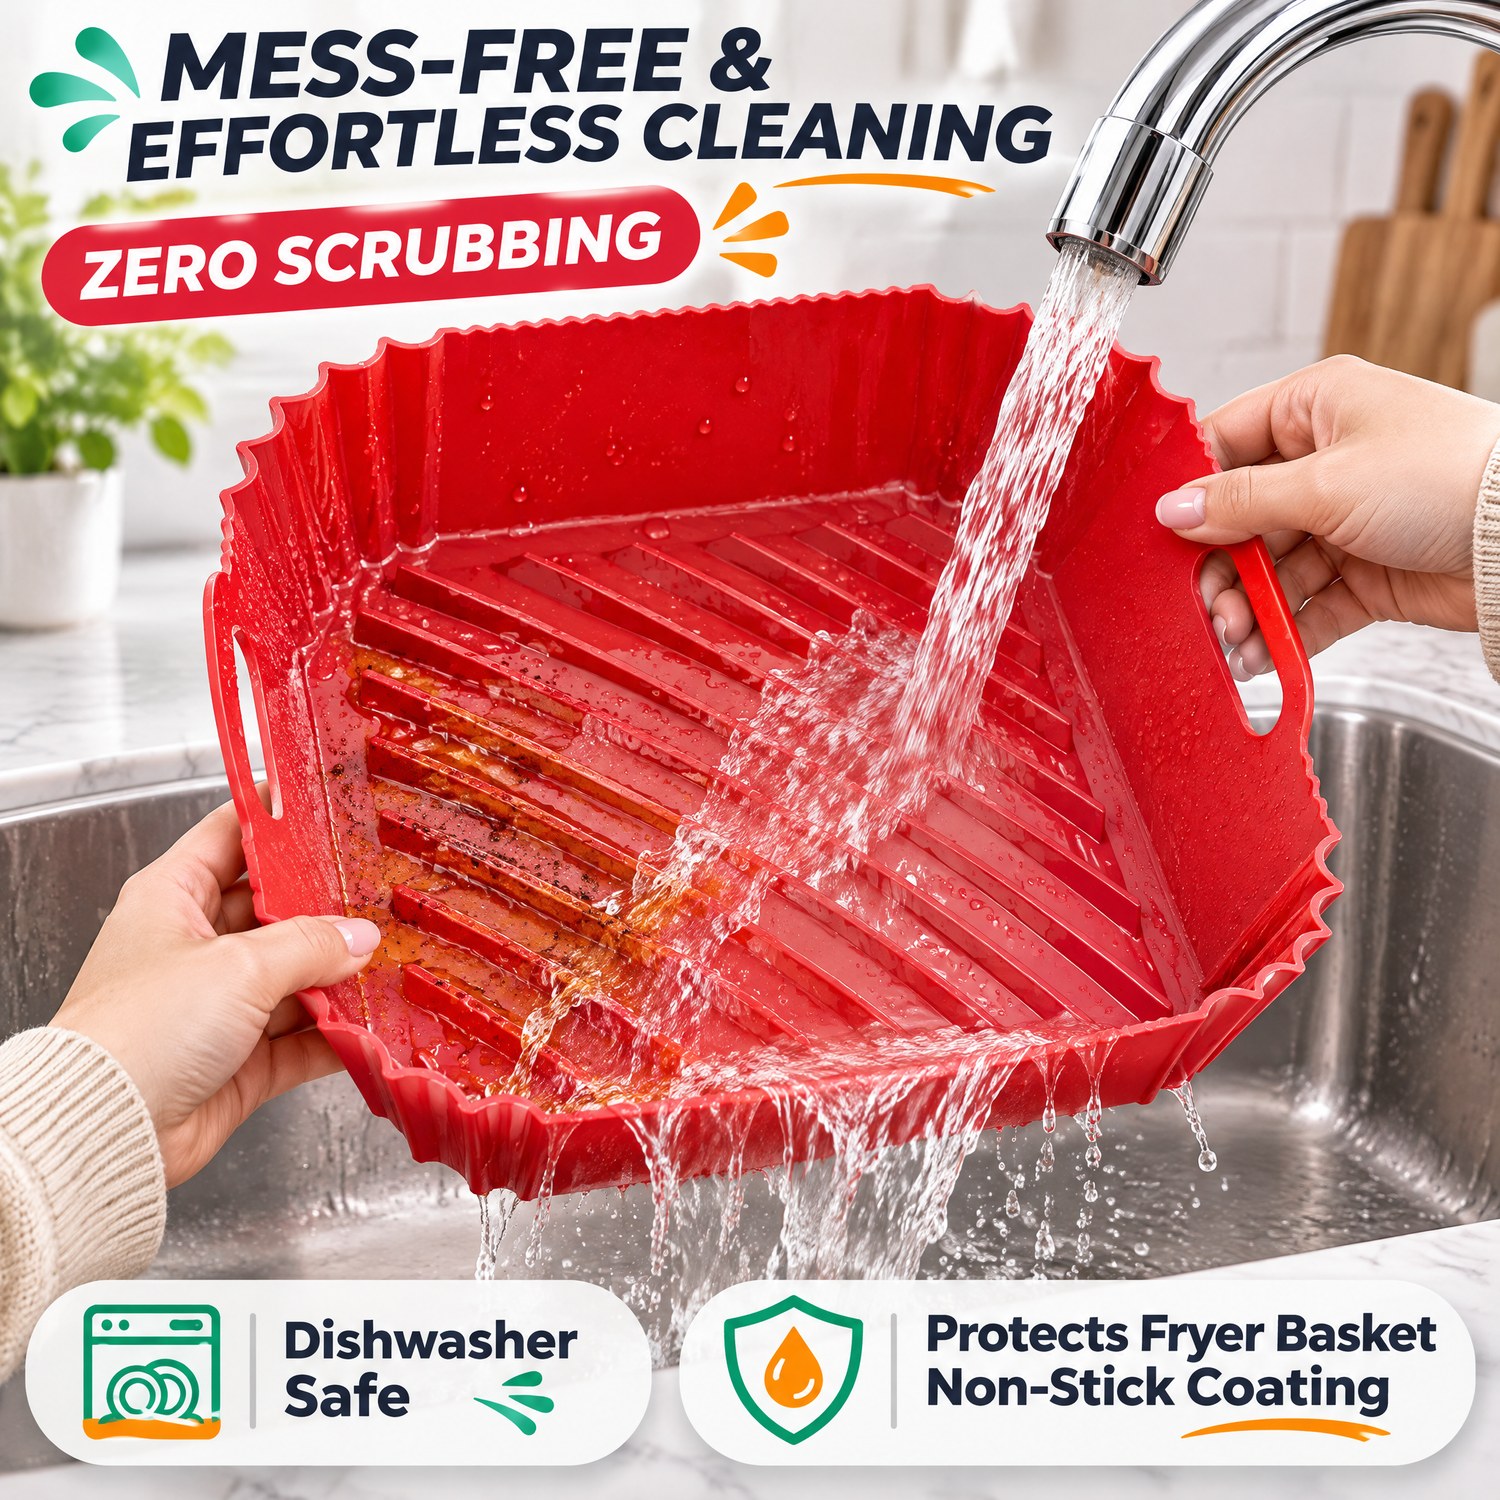 MESS-FREE &
EFFORTLESS CLEANING
ZERO SCRUBBING
Dishwasher
Safe
Protects Fryer Basket
Non-Stick Coating